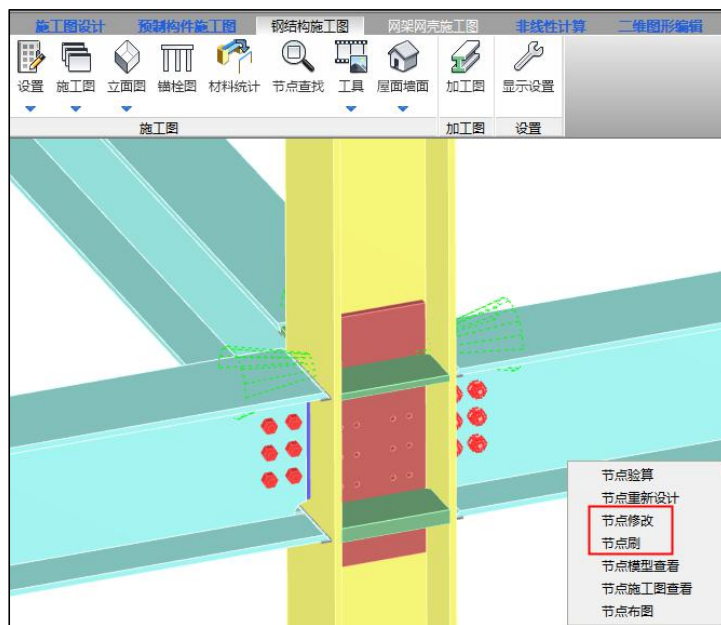 施工图设计 预制构件施工图 钢结构施工图 网架网壳施工图 非线性计算 二维图形编辑
设置 施工图 立面图 锚栓图 材料统计 节点查找 工具 屋面墙面 加工图 显示设置
施工图 加工图 设置
节点验算
节点重新设计
节点修改
节点刷
节点模型查看
节点施工图查看
节点布图